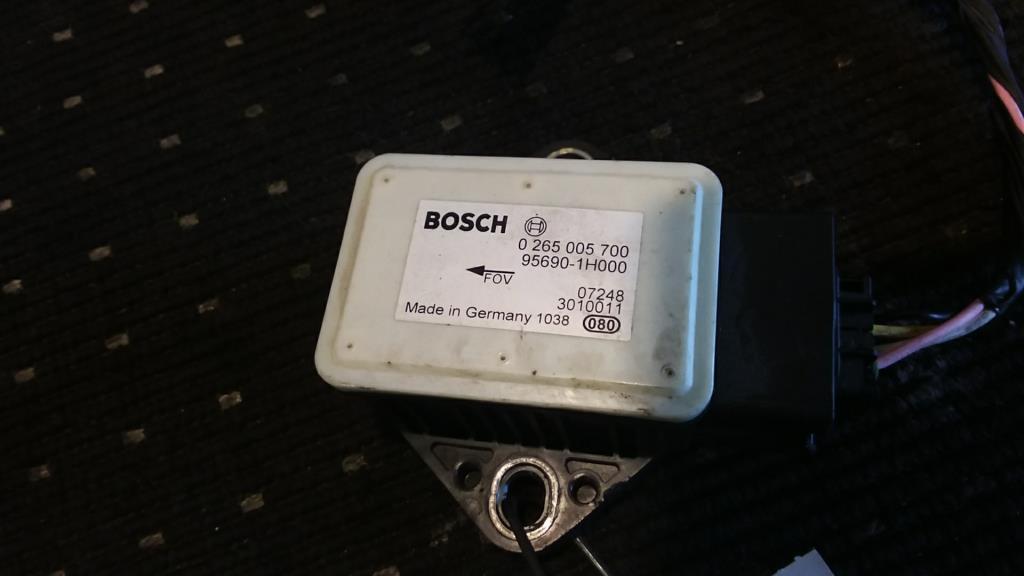 BOSCH
0 265 005 700
95690-1H000
FOV
07248
3010011
Made in Germany 1038 080